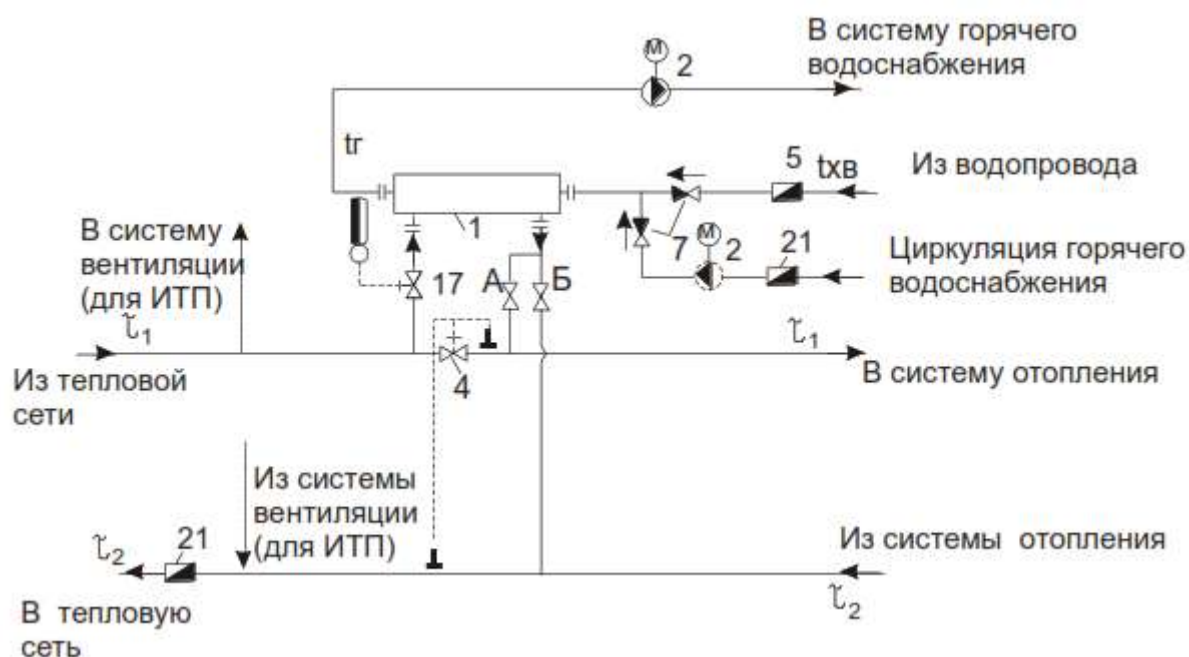 В систему горячего
водоснабжения
М
2
tг
5
tхв
Из водопровода
В систему
вентиляции
(для ИТП)
1
7
М
2
21
Циркуляция горячего
водоснабжения
17
А
Б
τ1
τ1
Из тепловой
сети
4
В систему отопления
Из системы
вентиляции
(для ИТП)
21
τ2
Из системы отопления
τ2
В тепловую
сеть